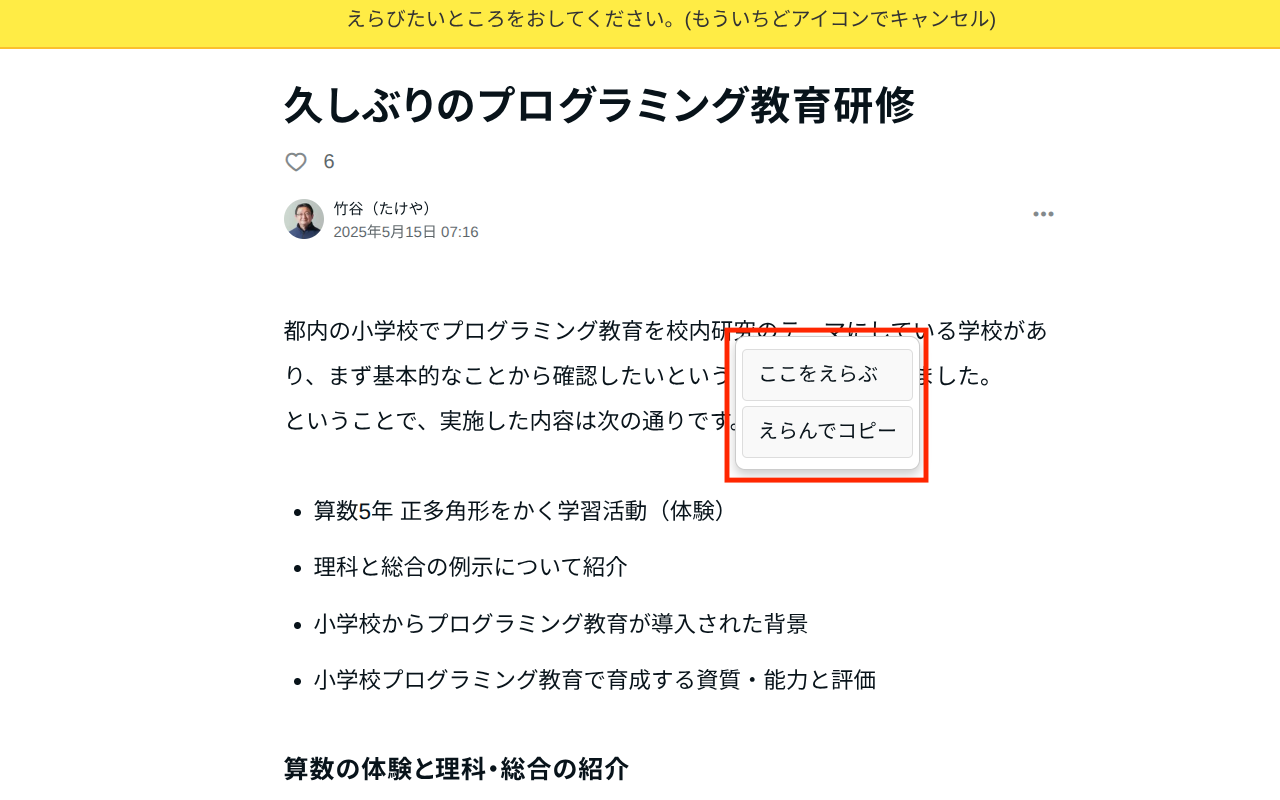 えらびたいところをおしてください。(もういちどアイコンでキャンセル)
久しぶりのプログラミング教育研修
6
竹谷（たけや）
2025年5月15日 07:16
都内の小学校でプログラミング教育を校内研究のテーマにしている学校があ
り、まず基本的なことから確認したいという
ました。
ということで、実施した内容は次の通りです。
ここをえらぶ
えらんでコピー
• 算数5年 正多角形をかく学習活動（体験）
• 理科と総合の例示について紹介
• 小学校からプログラミング教育が導入された背景
• 小学校プログラミング教育で育成する資質・能力と評価
算数の体験と理科・総合の紹介